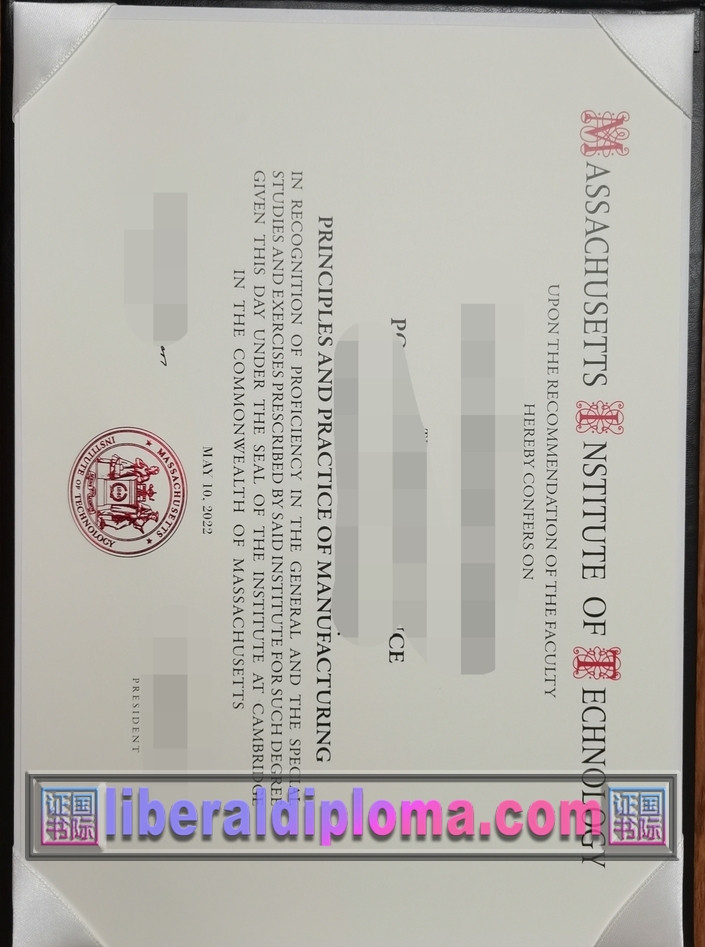 MASSACHUSETTS INSTITUTE OF TECHNOLOGY
UPON THE RECOMMENDATION OF THE FACULTY
HEREBY CONFERS ON
PRINCIPLES AND PRACTICE OF MANUFACTURING
IN RECOGNITION OF PROFICIENCY IN THE GENERAL AND THE SPECIAL
STUDIES AND EXERCISES PRESCRIBED BY SAID INSTITUTE FOR SUCH DEGREE
GIVEN THIS DAY UNDER THE SEAL OF THE INSTITUTE AT CAMBRIDGE
IN THE COMMONWEALTH OF MASSACHUSETTS
MAY 10, 2022
MASSACHUSETTS
INSTITUTE OF TECHNOLOGY
PRESIDENT
国际证书
liberaldiploma.com
国际证书